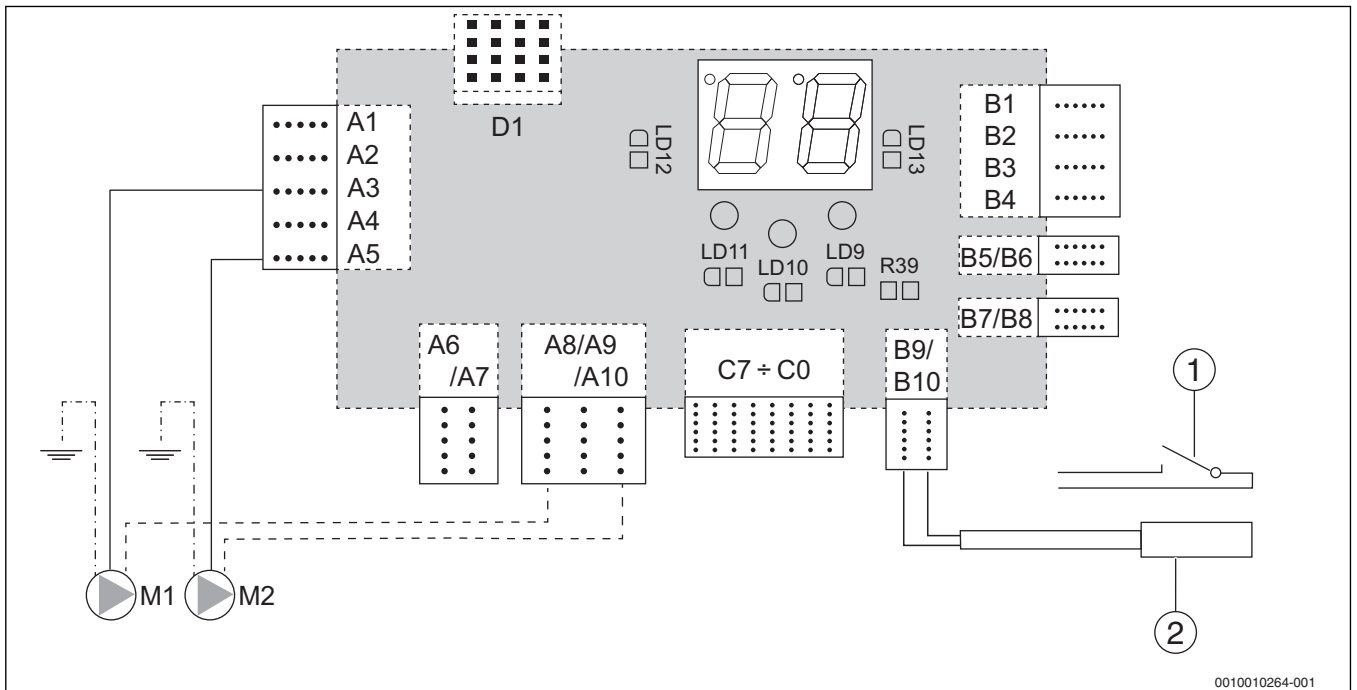 D1
A1
A2
A3
A4
A5
LD12
LD13
B1
B2
B3
B4
LD11
LD10
LD9
R39
B5/B6
B7/B8
A6
/A7
A8/A9
/A10
C7 ÷ C0
B9/
B10
1
M1
M2
2
0010010264-001